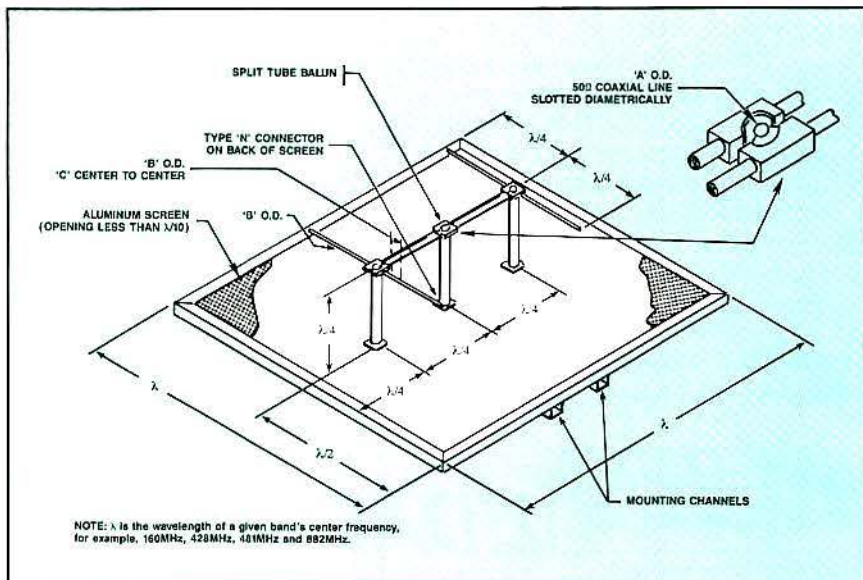 SPLIT TUBE BALUN
'A' O.D.
50Ω COAXIAL LINE
SLOTTED DIAMETRICALLY
TYPE 'N' CONNECTOR
ON BACK OF SCREEN
'B' O.D.
'C' CENTER TO CENTER
'B' O.D.
ALUMINUM SCREEN
(OPENING LESS THAN λ/10)
λ/4
λ/4
λ/4
λ/4
λ/4
λ/4
λ
λ/2
λ
MOUNTING CHANNELS
NOTE: λ is the wavelength of a given band's center frequency,
for example, 160MHz, 428MHz, 481MHz and 882MHz.